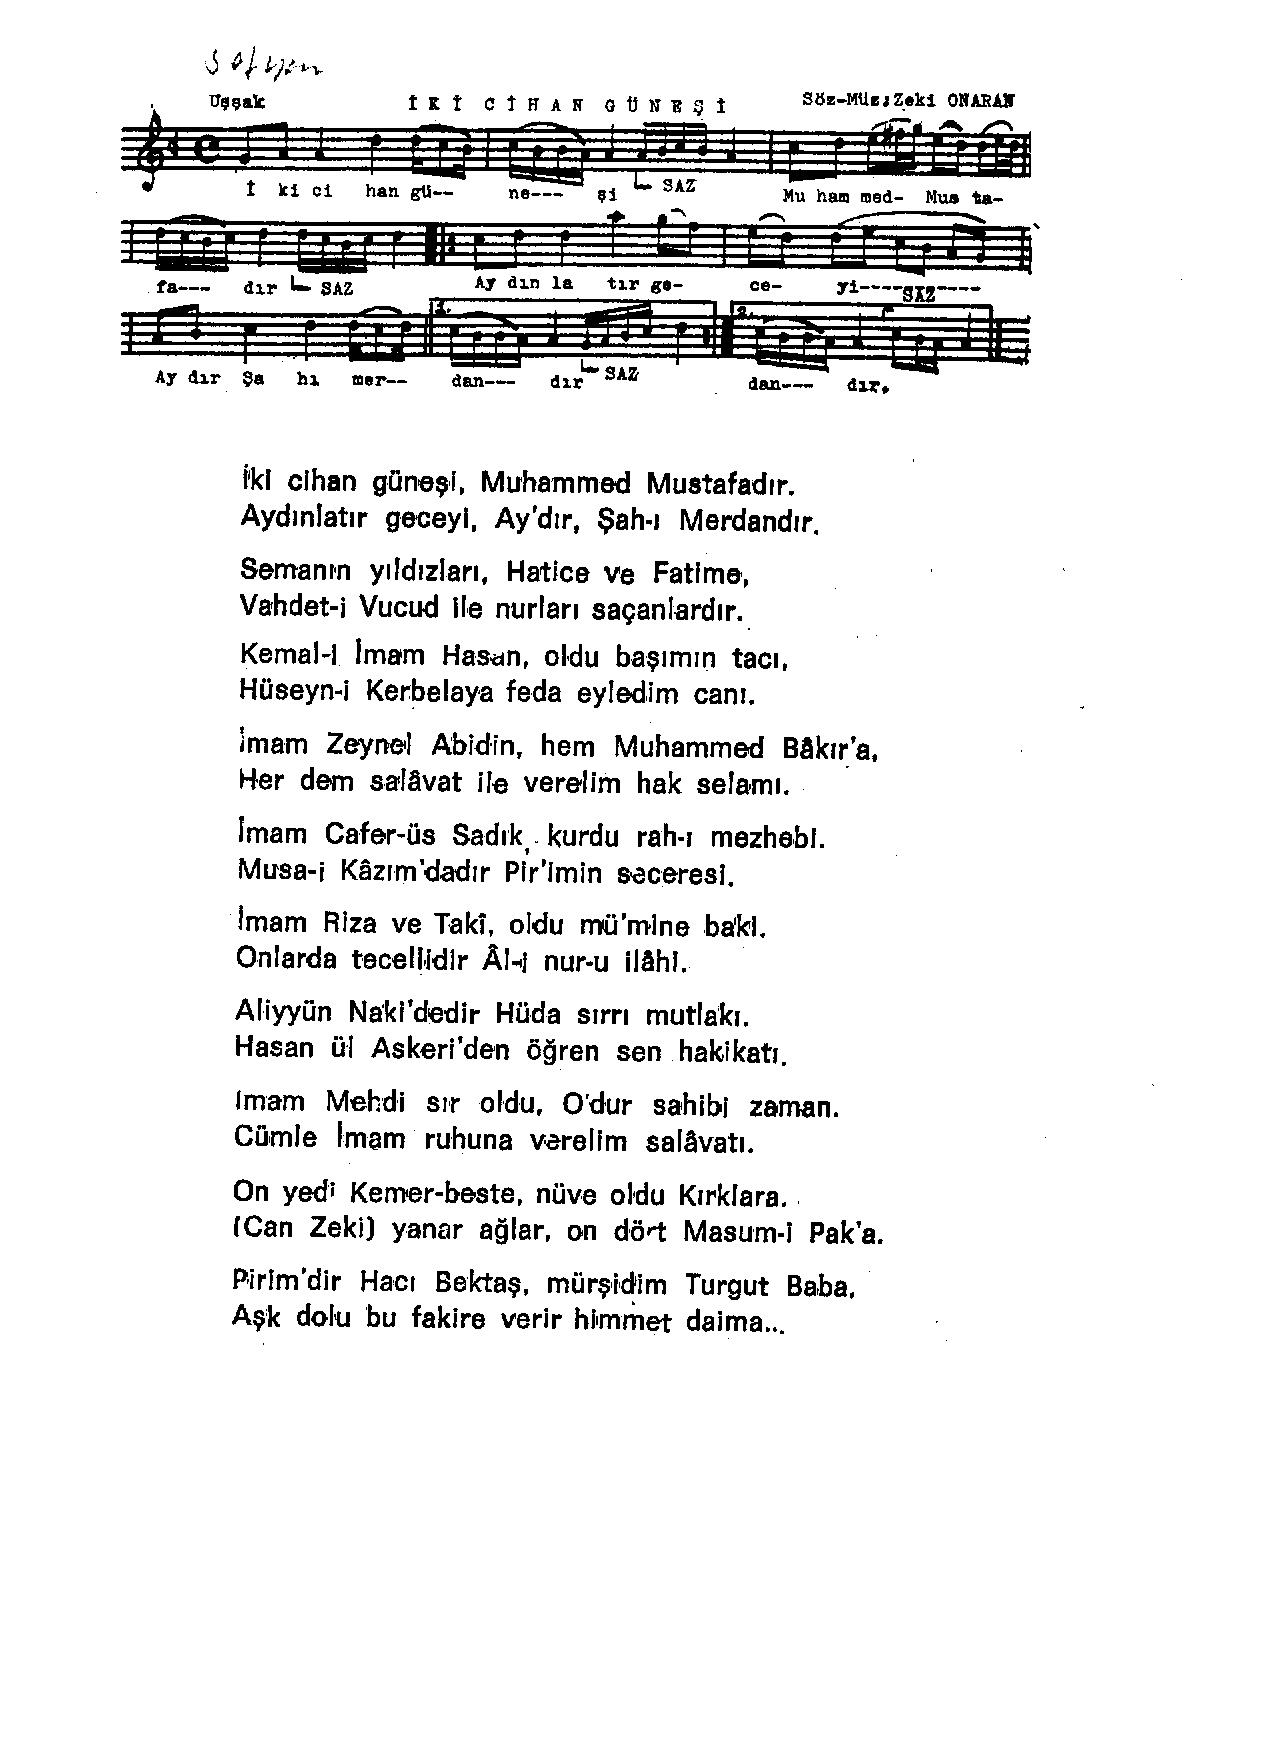 Sofyan
Uşşak İKİ CİHAN GÜNEŞİ Söz-Müz: Zeki ONARAN
İ ki ci han gü-- ne--- şi SAZ Mu ham med- Mus ta-
fa--- dır SAZ Ay dın la tır ge- ce- yi----SAZ----
1. 2.
Ay dır Şa hı mer-- dan--- dır SAZ dan--- dır.
İki cihan güneşi, Muhammed Mustafadır.
Aydınlatır geceyi, Ay'dır, Şah-ı Merdandır.
Semanın yıldızları, Hatice ve Fatime,
Vahdet-i Vucud ile nurları saçanlardır.
Kemal-i İmam Hasan, oldu başımın tacı,
Hüseyn-i Kerbelaya feda eyledim canı.
İmam Zeynel Abidin, hem Muhammed Bâkır'a,
Her dem salâvat ile verelim hak selamı.
İmam Cafer-üs Sadık, kurdu rah-ı mezhebi.
Musa-i Kâzım'dadır Pir'imin seceresi.
İmam Rıza ve Takî, oldu mü'mine baki.
Onlarda tecellidir Âl-i nur-u ilâhi.
Aliyyün Naki'dedir Hüda sırrı mutlakı.
Hasan ül Askeri'den öğren sen hakikatı.
İmam Mehdi sır oldu, O'dur sahibi zaman.
Cümle İmam ruhuna verelim salâvatı.
On yedi Kemer-beste, nüve oldu Kırklara.
(Can Zeki) yanar ağlar, on dört Masum-i Pak'a.
Pirim'dir Hacı Bektaş, mürşidim Turgut Baba,
Aşk dolu bu fakire verir himmet daima...